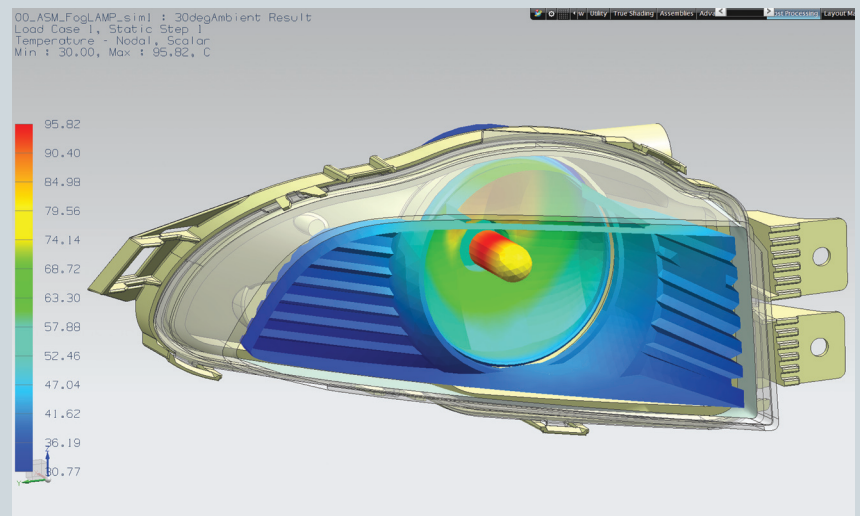 00_ASM_FogLAMP_sim1 : 30degAmbient Result
Load Case 1, Static Step 1
Temperature - Nodal, Scalar
Min : 30.00, Max : 95.82, C
Utility True Shading Assemblies
Post Processing
95.82
90.40
84.98
79.56
74.14
68.72
63.30
57.88
52.46
47.04
41.62
36.19
30.77
Z
Y